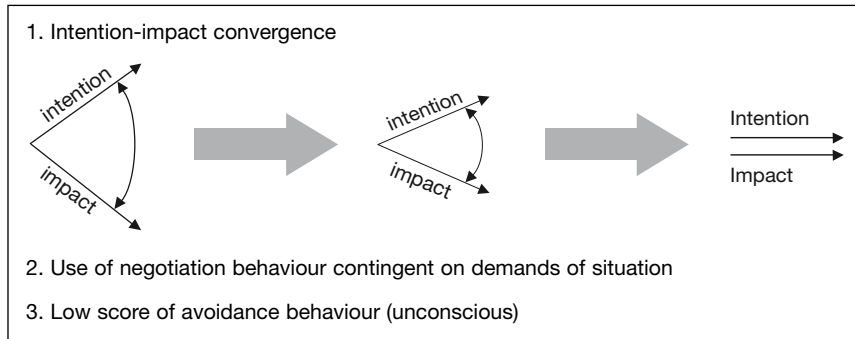 1. Intention-impact convergence
intention
impact
intention
impact
Intention
Impact
2. Use of negotiation behaviour contingent on demands of situation
3. Low score of avoidance behaviour (unconscious)